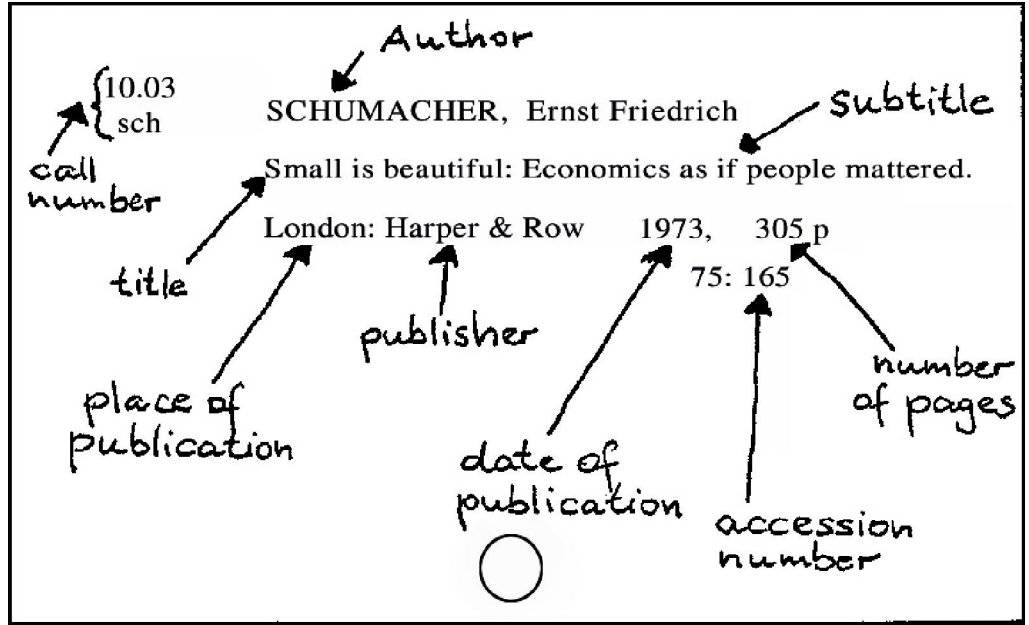 Author
10.03
sch
SCHUMACHER, Ernst Friedrich
subtitle
call
number
Small is beautiful: Economics as if people mattered.
London: Harper & Row 1973, 305 p
title
75: 165
publisher
number
of pages
place of
publication
date of
publication
accession
number